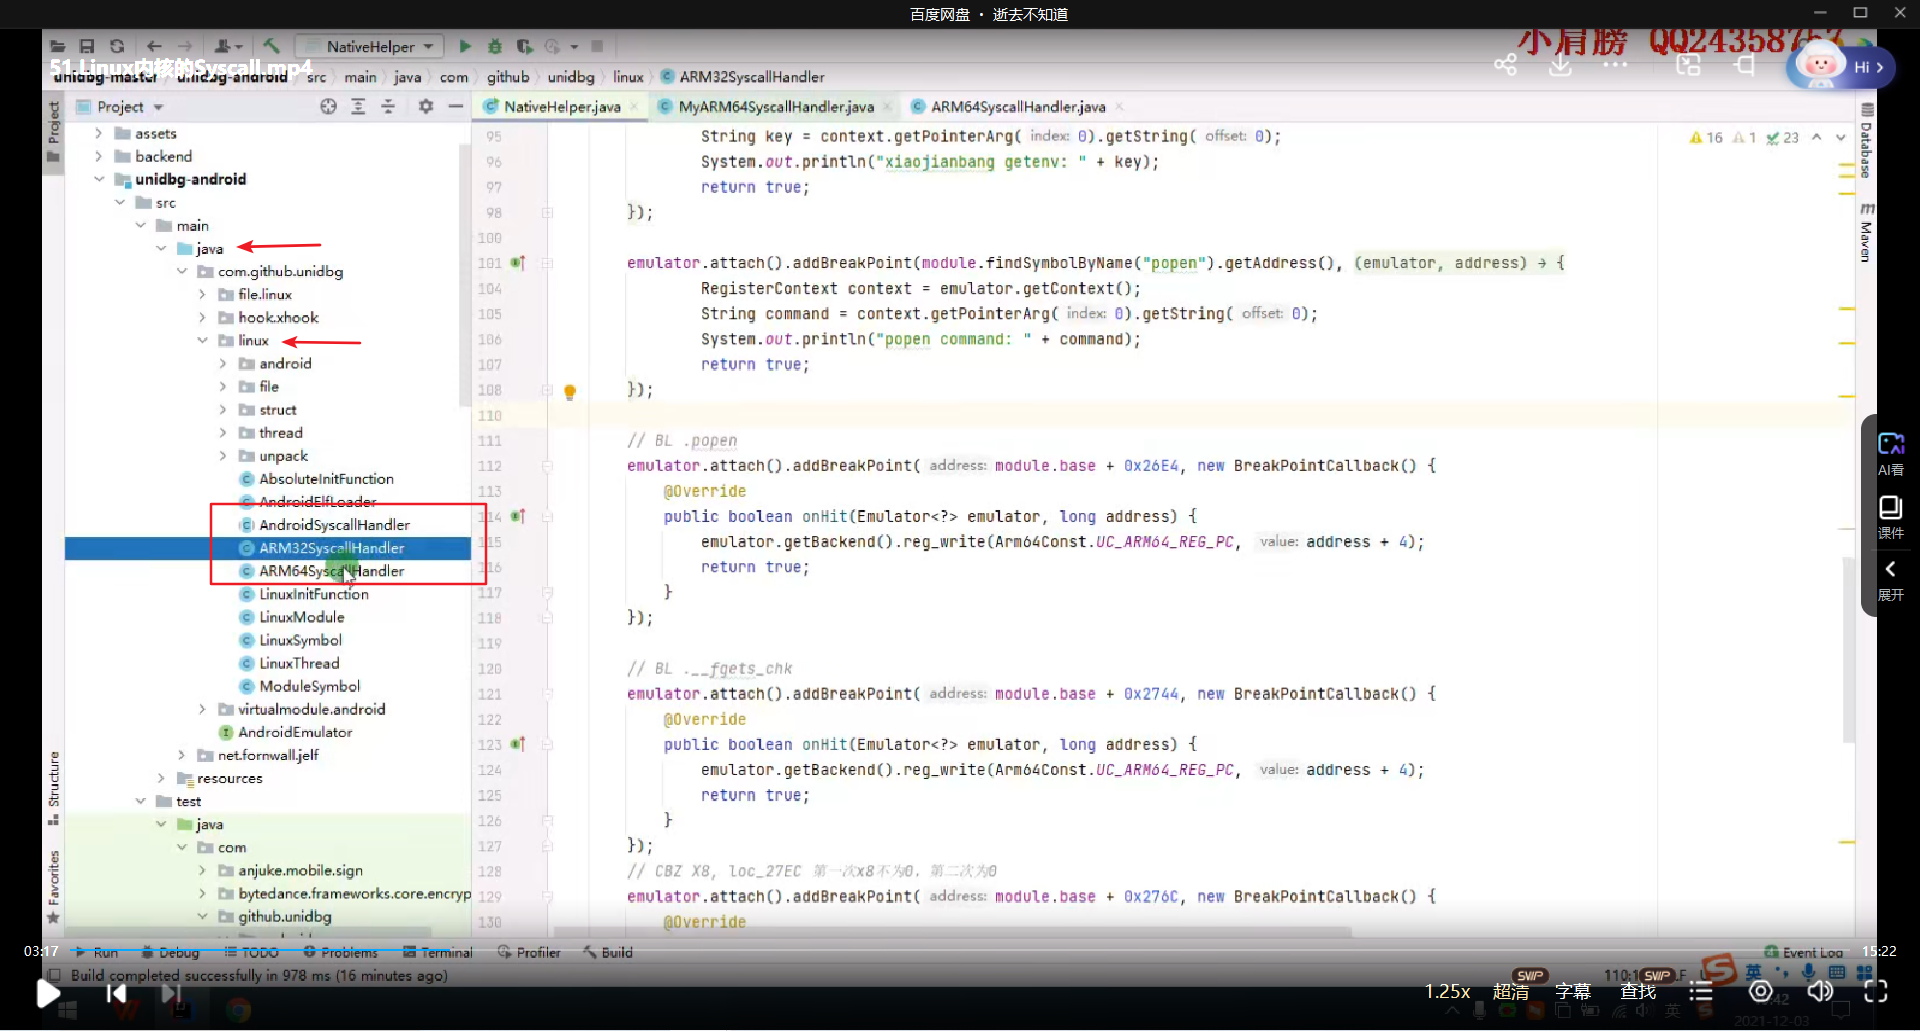 百度网盘 · 逝去不知道
NativeHelper
小肩膀 QQ24358757
51.Linux内核的Syscall.mp4
unidbg-master unidbg-android src main java com github unidbg linux ARM32SyscallHandler
Hi >
Project
NativeHelper.java
MyARM64SyscallHandler.java
ARM64SyscallHandler.java
Project
Structure
Favorites
Database
Maven
assets
backend
unidbg-android
src
main
java
com.github.unidbg
file.linux
hook.xhook
linux
android
file
struct
thread
unpack
AbsoluteInitFunction
AndroidElfLoader
AndroidSyscallHandler
ARM32SyscallHandler
ARM64SyscallHandler
LinuxInitFunction
LinuxModule
LinuxSymbol
LinuxThread
ModuleSymbol
virtualmodule.android
AndroidEmulator
net.fornwall.jelf
resources
test
java
com
anjuke.mobile.sign
bytedance.frameworks.core.encryp
github.unidbg
16 1 23
95 String key = context.getPointerArg( index: 0).getString( offset: 0);
96 System.out.println("xiaojianbang getenv: " + key);
97 return true;
98 });
100
101 emulator.attach().addBreakPoint(module.findSymbolByName("popen").getAddress(), (emulator, address) → {
104 RegisterContext context = emulator.getContext();
105 String command = context.getPointerArg( index: 0).getString( offset: 0);
106 System.out.println("popen command: " + command);
107 return true;
108 });
110
111 // BL .popen
112 emulator.attach().addBreakPoint( address: module.base + 0x26E4, new BreakPointCallback() {
113 @Override
114 public boolean onHit(Emulator<?> emulator, long address) {
115 emulator.getBackend().reg_write(Arm64Const.UC_ARM64_REG_PC, value: address + 4);
return true;
117 }
118 });
119
120 // BL .__fgets_chk
121 emulator.attach().addBreakPoint( address: module.base + 0x2744, new BreakPointCallback() {
122 @Override
123 public boolean onHit(Emulator<?> emulator, long address) {
124 emulator.getBackend().reg_write(Arm64Const.UC_ARM64_REG_PC, value: address + 4);
125 return true;
126 }
127 });
128 // CBZ X8, loc_27EC 第一次x8不为0, 第二次为0
129 emulator.attach().addBreakPoint( address: module.base + 0x276C, new BreakPointCallback() {
130 @Override
AI看
课件
展开
03:17
Run Debug TODO Problems Terminal Profiler Build
Event Log
15:22
Build completed successfully in 978 ms (16 minutes ago)
SVIP
SVIP
英
1.25x 超清 字幕 查找
英
2021-12-03